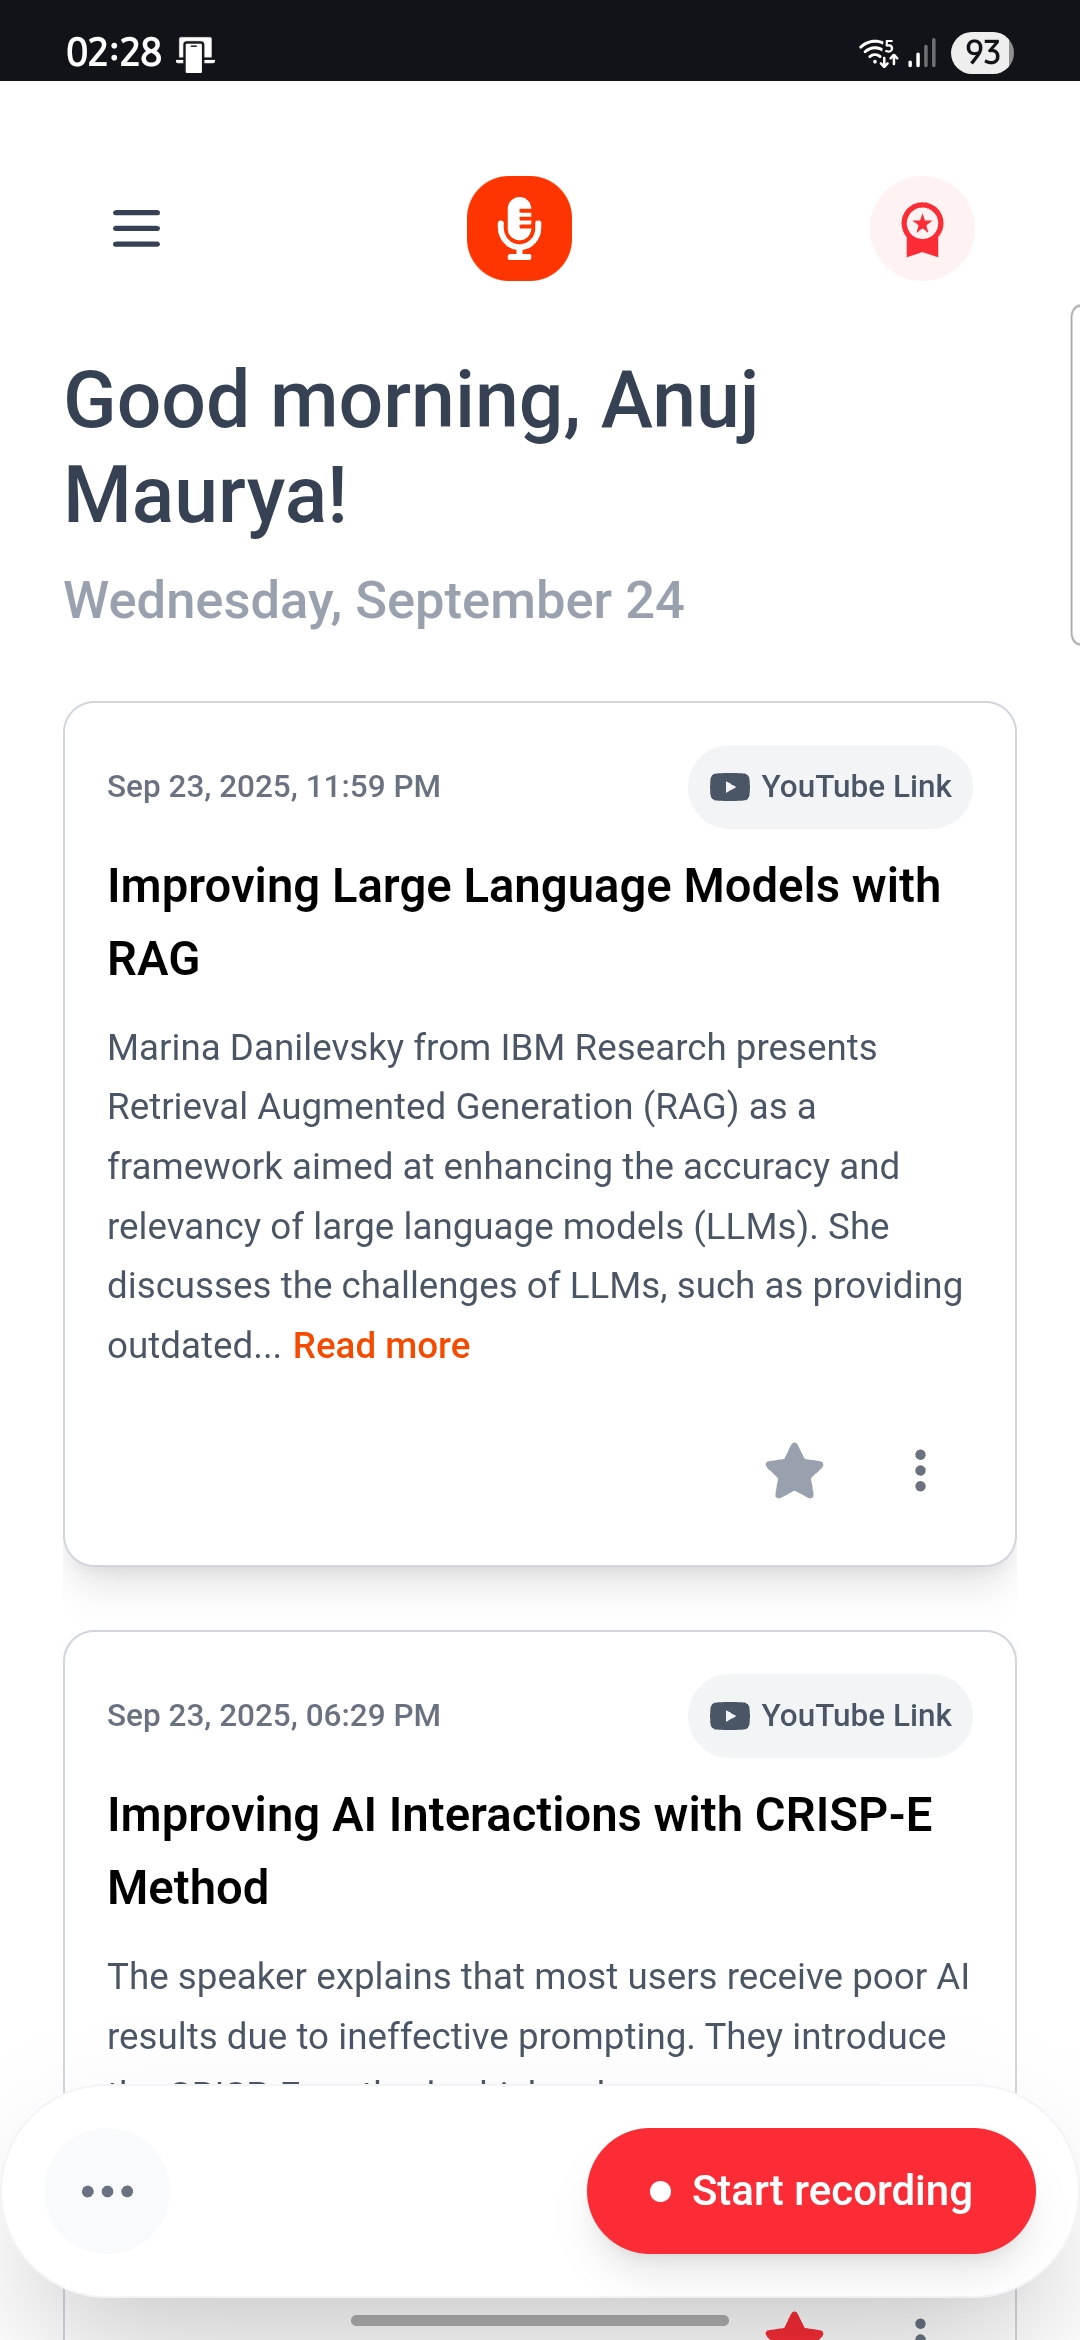 02:28
5
93
Good morning, Anuj
Maurya!
Wednesday, September 24
Sep 23, 2025, 11:59 PM
YouTube Link
Improving Large Language Models with
RAG
Marina Danilevsky from IBM Research presents
Retrieval Augmented Generation (RAG) as a
framework aimed at enhancing the accuracy and
relevancy of large language models (LLMs). She
discusses the challenges of LLMs, such as providing
outdated... Read more
Sep 23, 2025, 06:29 PM
YouTube Link
Improving AI Interactions with CRISP-E
Method
The speaker explains that most users receive poor AI
results due to ineffective prompting. They introduce
Start recording